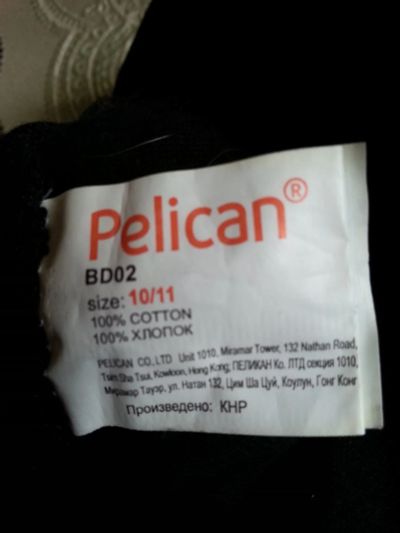 Pelican®
BD02
size: 10/11
100% COTTON
100% ХЛОПОК
PELICAN CO.,LTD Unit 1010, Miramar Tower, 132 Nathan Road,
Tsim Sha Tsui, Kowloon, Hong Kong; ПЕЛИКАН Ко. ЛТД секция 1010,
Мирамар Тауэр, ул. Натан 132, Цим Ша Цуй, Коулун, Гонг Конг
Произведено: КНР